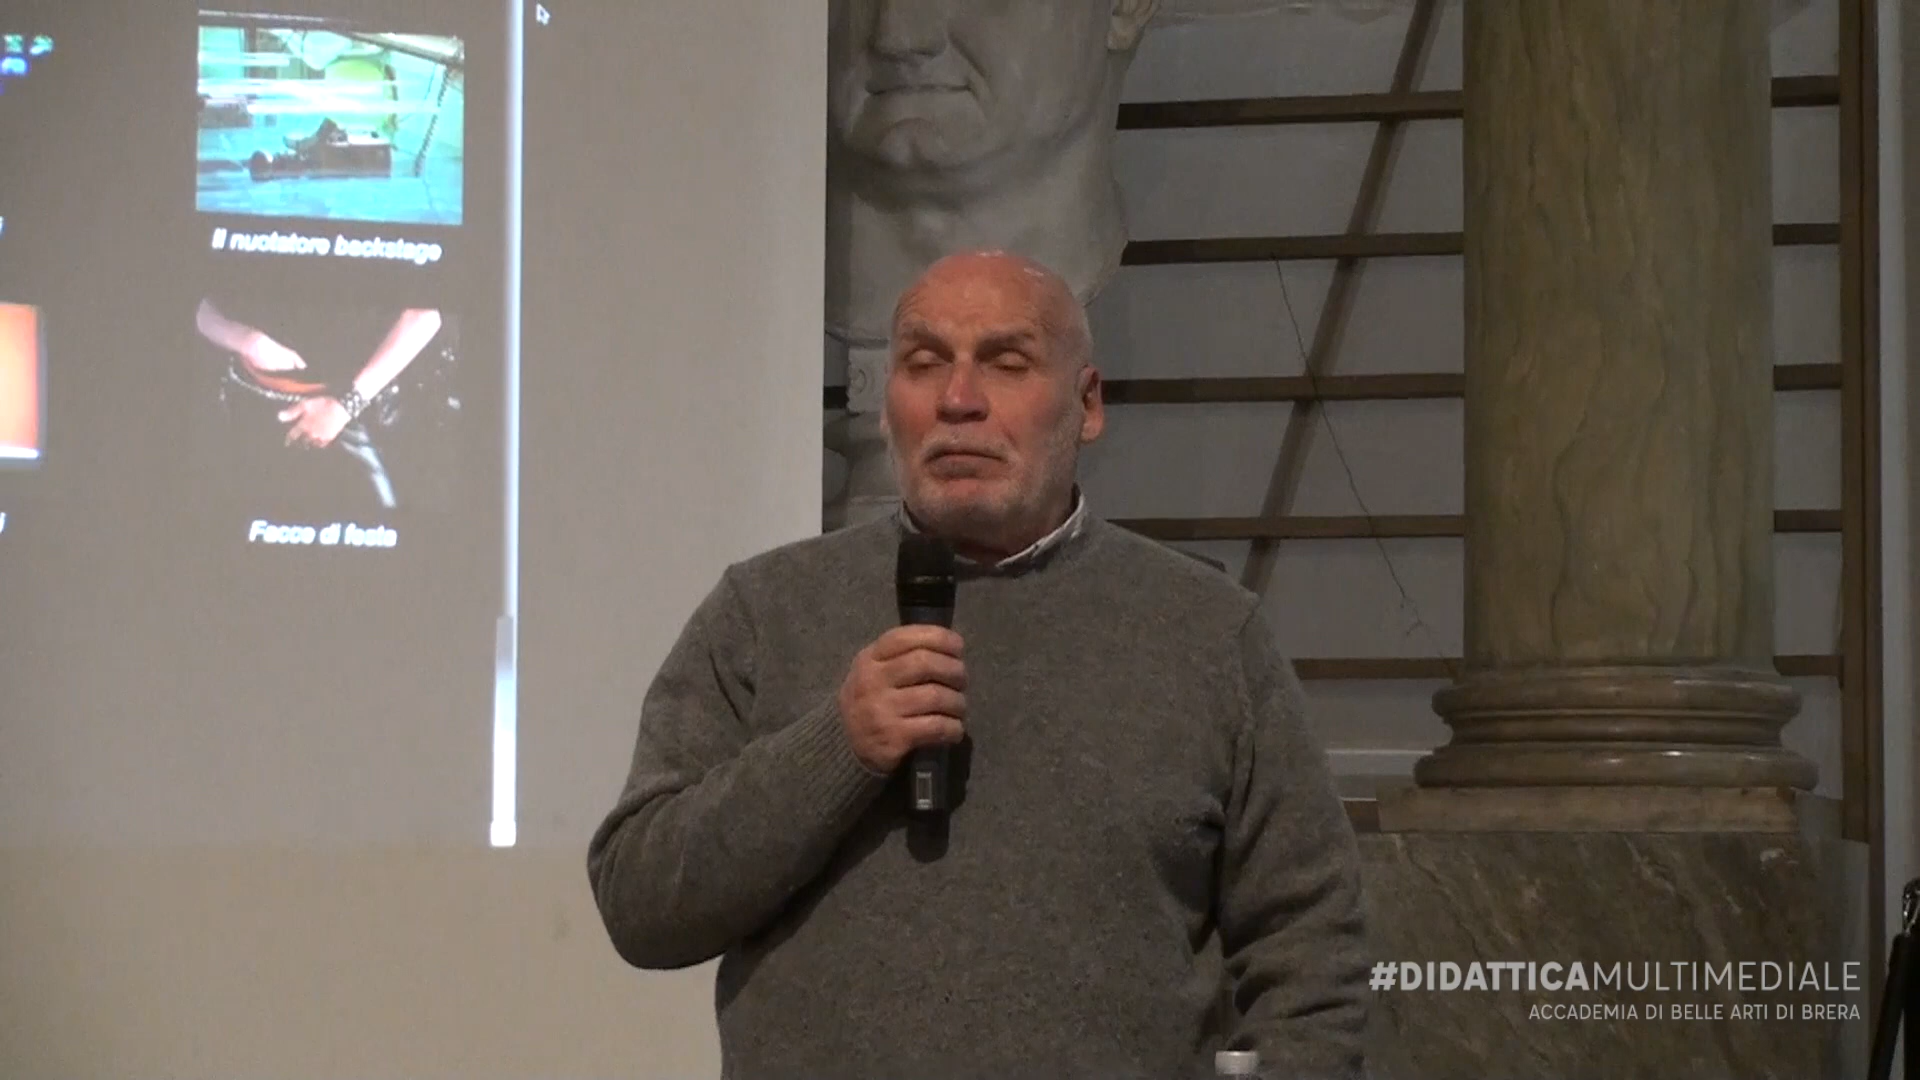 Il nuotatore backstage
Facce di festa
#DIDATTICAMULTIMEDIALE
ACCADEMIA DI BELLE ARTI DI BRERA